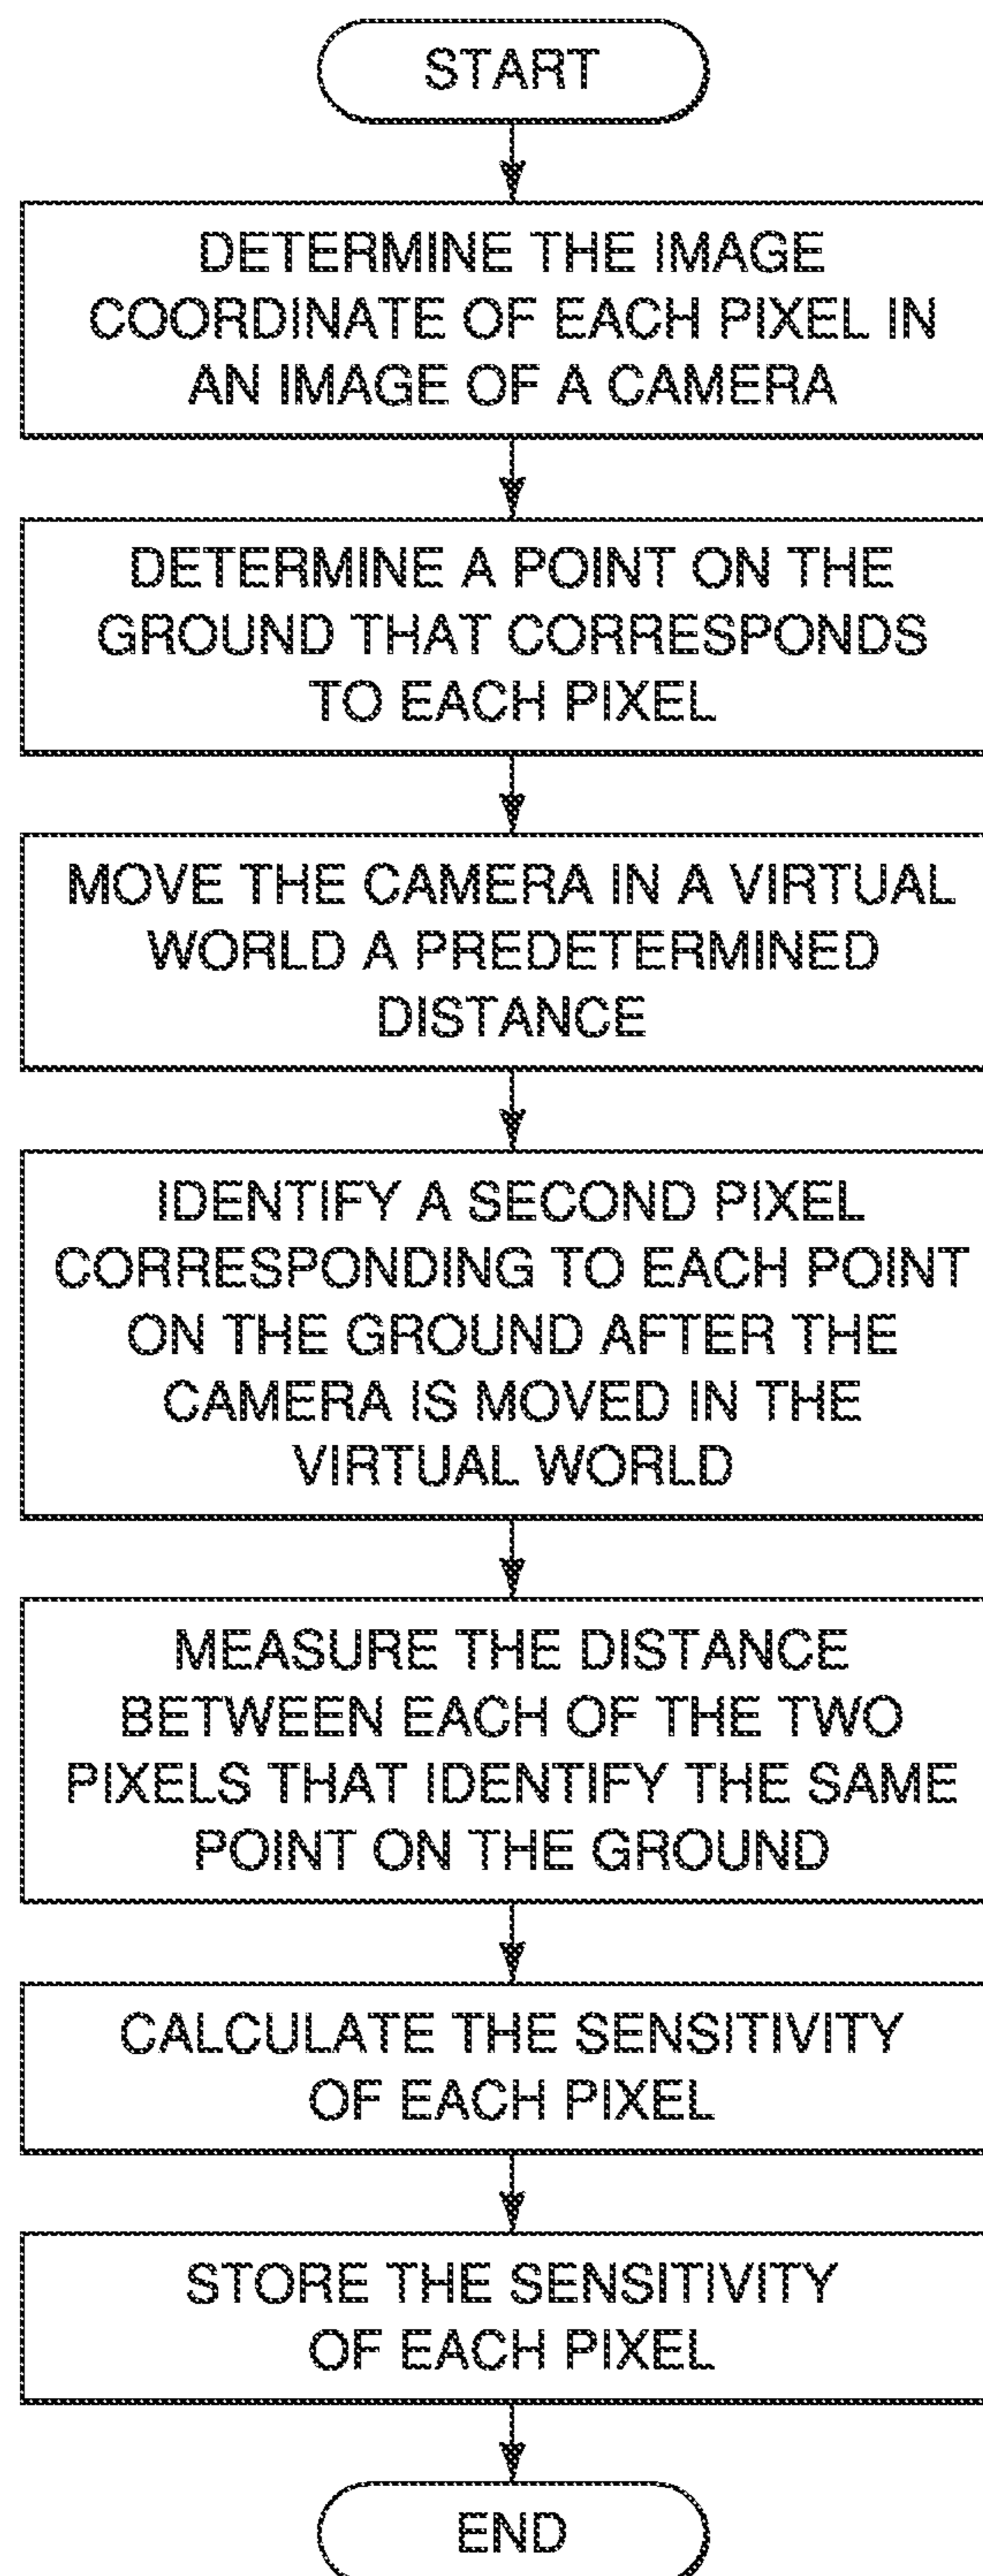 START
DETERMINE THE IMAGE
COORDINATE OF EACH PIXEL IN
AN IMAGE OF A CAMERA
DETERMINE A POINT ON THE
GROUND THAT CORRESPONDS
TO EACH PIXEL
MOVE THE CAMERA IN A VIRTUAL
WORLD A PREDETERMINED
DISTANCE
IDENTIFY A SECOND PIXEL
CORRESPONDING TO EACH POINT
ON THE GROUND AFTER THE
CAMERA IS MOVED IN THE
VIRTUAL WORLD
MEASURE THE DISTANCE
BETWEEN EACH OF THE TWO
PIXELS THAT IDENTIFY THE SAME
POINT ON THE GROUND
CALCULATE THE SENSITIVITY
OF EACH PIXEL
STORE THE SENSITIVITY
OF EACH PIXEL
END